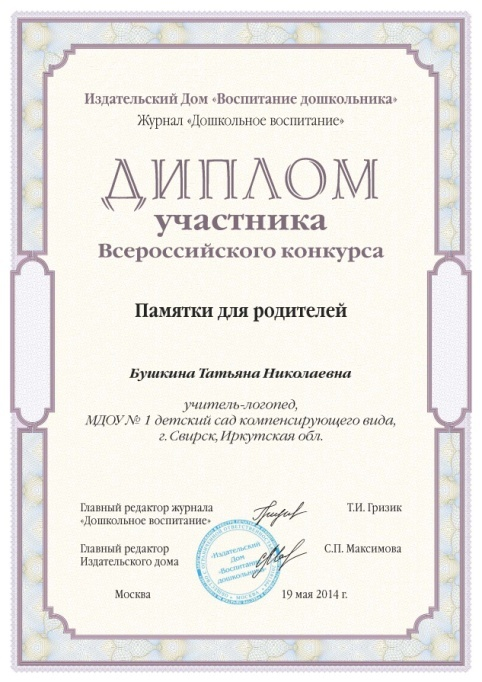 Издательский Дом «Воспитание дошкольника»
Журнал «Дошкольное воспитание»
ДИПЛОМ
участника
Всероссийского конкурса
Памятки для родителей
Бушкина Татьяна Николаевна
учитель-логопед,
МДОУ № 1 детский сад компенсирующего вида,
г. Свирск, Иркутская обл.
Главный редактор журнала
«Дошкольное воспитание»
Т.И. Гризик
Главный редактор
Издательского дома
С.П. Максимова
«Издательский
Дом
«Воспитание
дошкольника»
Москва
19 мая 2014 г.